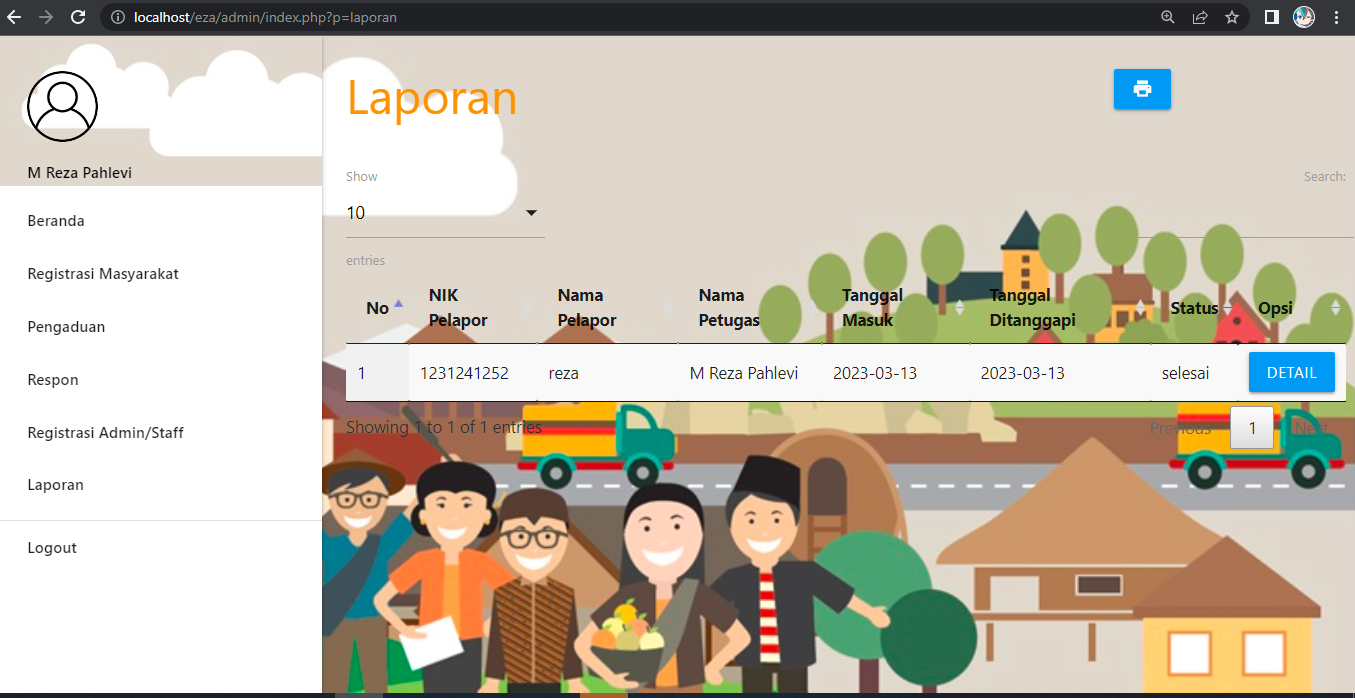 localhost/eza/admin/index.php?p=laporan
M Reza Pahlevi
Beranda
Registrasi Masyarakat
Pengaduan
Respon
Registrasi Admin/Staff
Laporan
Logout
Laporan
Show
Search:
10
entries
No NIK Pelapor Nama Pelapor Nama Petugas Tanggal Masuk Tanggal Ditanggapi Status Opsi
1 1231241252 reza M Reza Pahlevi 2023-03-13 2023-03-13 selesai DETAIL
Showing 1 to 1 of 1 entries
Previous 1 Next